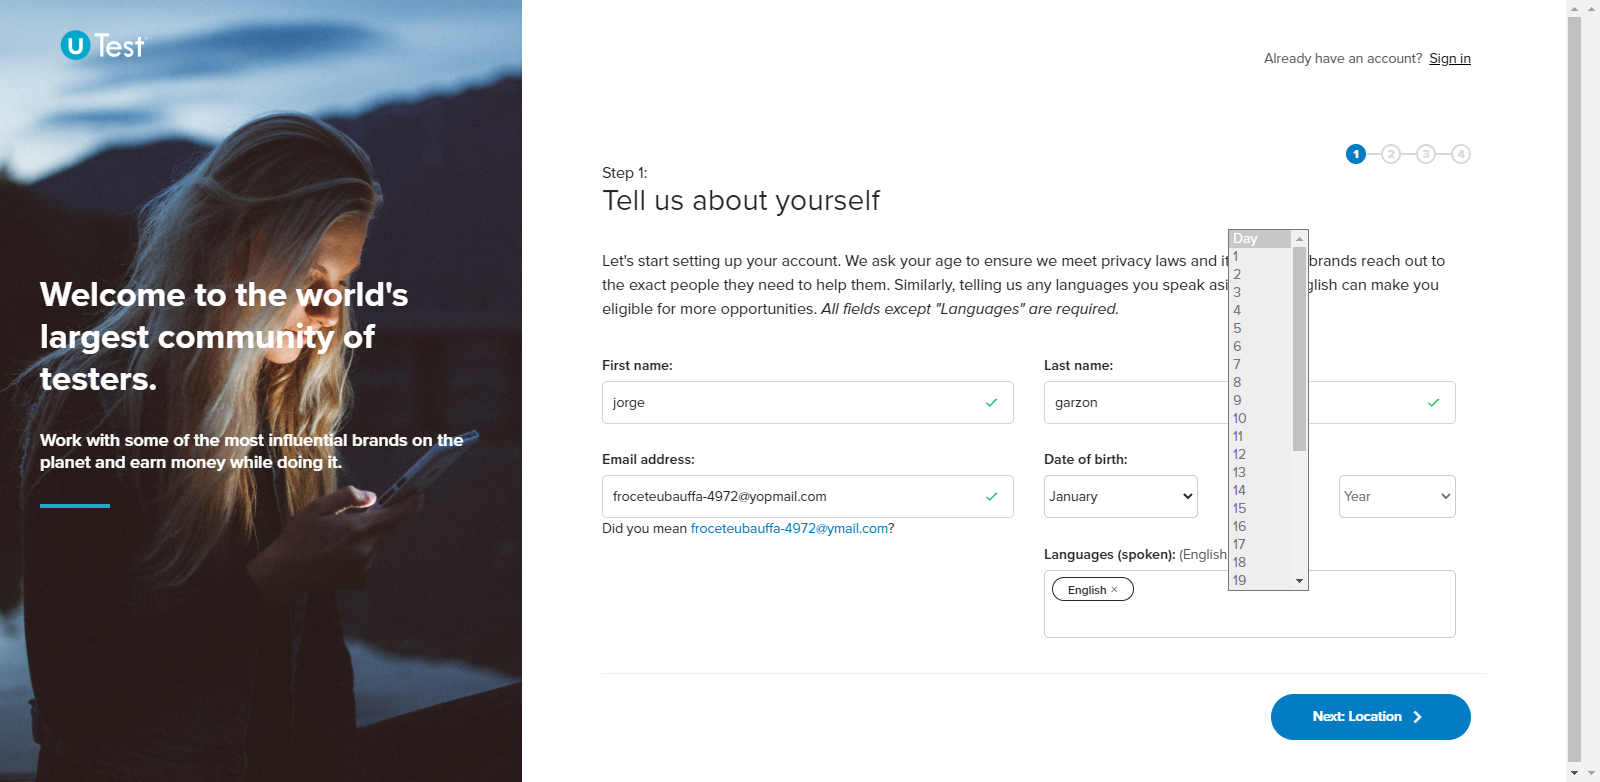 U Test
Welcome to the world's
largest community of
testers.
Work with some of the most influential brands on the
planet and earn money while doing it.
Already have an account? Sign in
1 2 3 4
Step 1:
Tell us about yourself
Let's start setting up your account. We ask your age to ensure we meet privacy laws and it brands reach out to
the exact people they need to help them. Similarly, telling us any languages you speak asi glish can make you
eligible for more opportunities. All fields except "Languages" are required.
First name:
jorge
Last name:
garzon
Email address:
froceteubauffa-4972@yopmail.com
Did you mean froceteubauffa-4972@ymail.com?
Date of birth:
January
Day
1
2
3
4
5
6
7
8
9
10
11
12
13
14
15
16
17
18
19
Year
Languages (spoken): (English
English ×
Next: Location